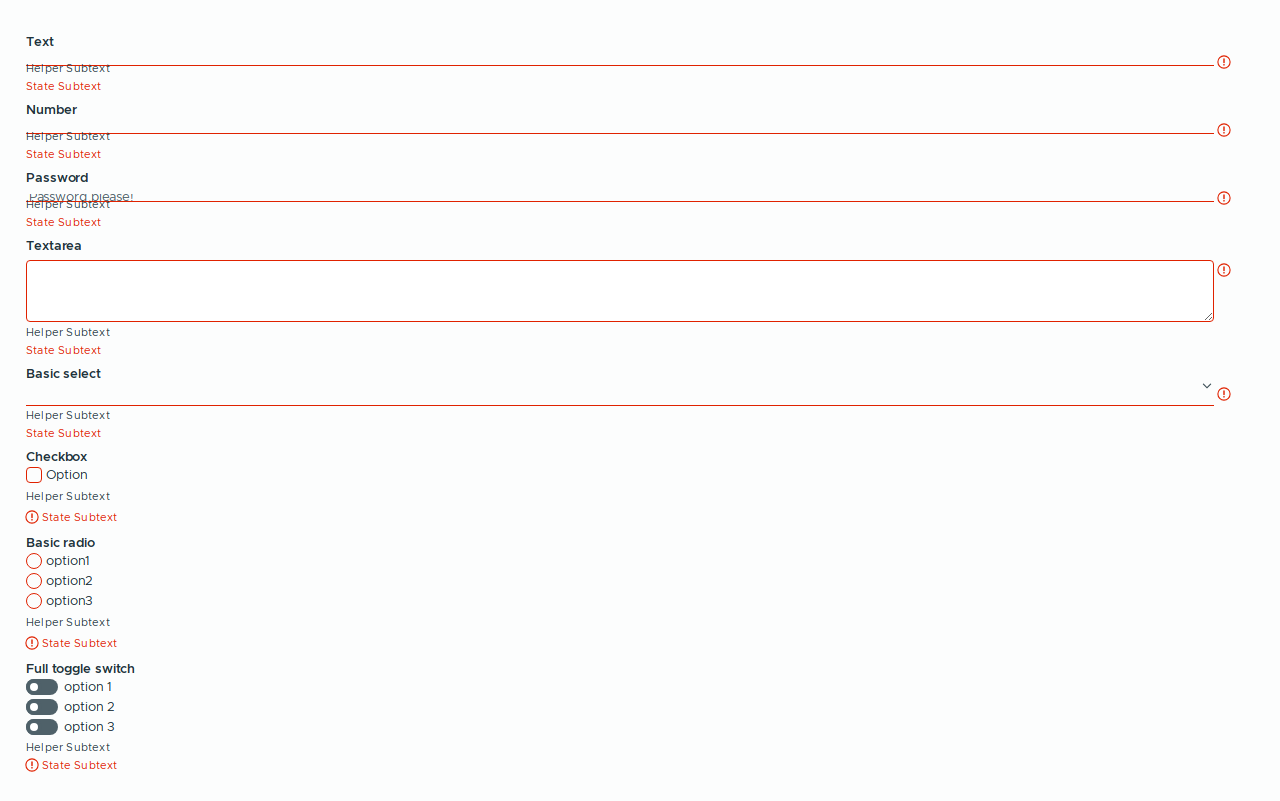 Text
Helper Subtext
State Subtext
Number
Helper Subtext
State Subtext
Password
Password please!
Helper Subtext
State Subtext
Textarea
Helper Subtext
State Subtext
Basic select
Helper Subtext
State Subtext
Checkbox
Option
Helper Subtext
State Subtext
Basic radio
option1
option2
option3
Helper Subtext
State Subtext
Full toggle switch
option 1
option 2
option 3
Helper Subtext
State Subtext